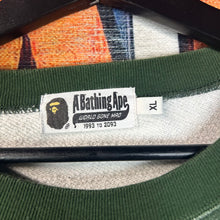 A Bathing Ape
WORLD GONE MAD
1993 TO 2093
XL